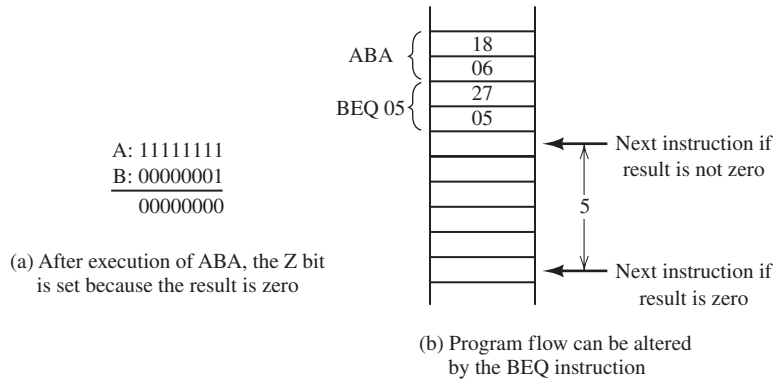 A: 11111111
B: 00000001
00000000
(a) After execution of ABA, the Z bit
is set because the result is zero
ABA
18
06
BEQ 05
27
05
Next instruction if
result is not zero
5
Next instruction if
result is zero
(b) Program flow can be altered
by the BEQ instruction